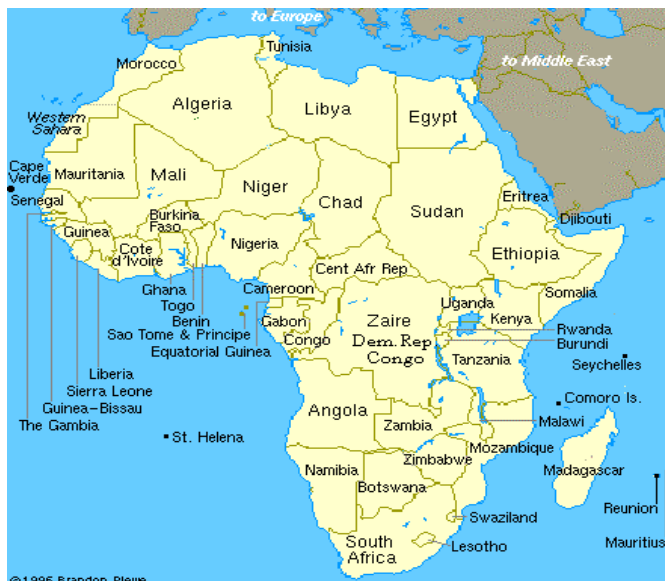 to Europe
Tunisia
to Middle East
Morocco
Algeria
Libya
Egypt
Western
Sahara
Cape
Verde
Mauritania
Mali
Niger
Chad
Sudan
Eritrea
Senegal
Burkina
Faso
Djibouti
Guinea
Nigeria
Ethiopia
Cote
d'Ivoire
Cent Afr Rep
Ghana
Cameroon
Somalia
Togo
Uganda
Benin
Gabon
Zaire
Kenya
Sao Tome & Principe
Rwanda
Congo
Dem. Rep
Congo
Burundi
Equatorial Guinea
Tanzania
Seychelles
Liberia
Sierra Leone
Guinea-Bissau
The Gambia
Comoro Is.
Angola
Malawi
St. Helena
Zambia
Mozambique
Zimbabwe
Namibia
Madagascar
Botswana
Reunion
Swaziland
South
Africa
Lesotho
Mauritius